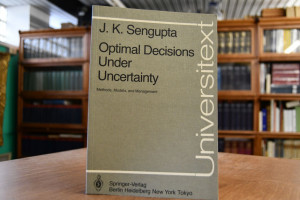 J. K. Sengupta
Optimal Decisions
Under
Uncertainty
Methods, Models, and Management
Universitext
Springer-Verlag
Berlin Heidelberg New York Tokyo